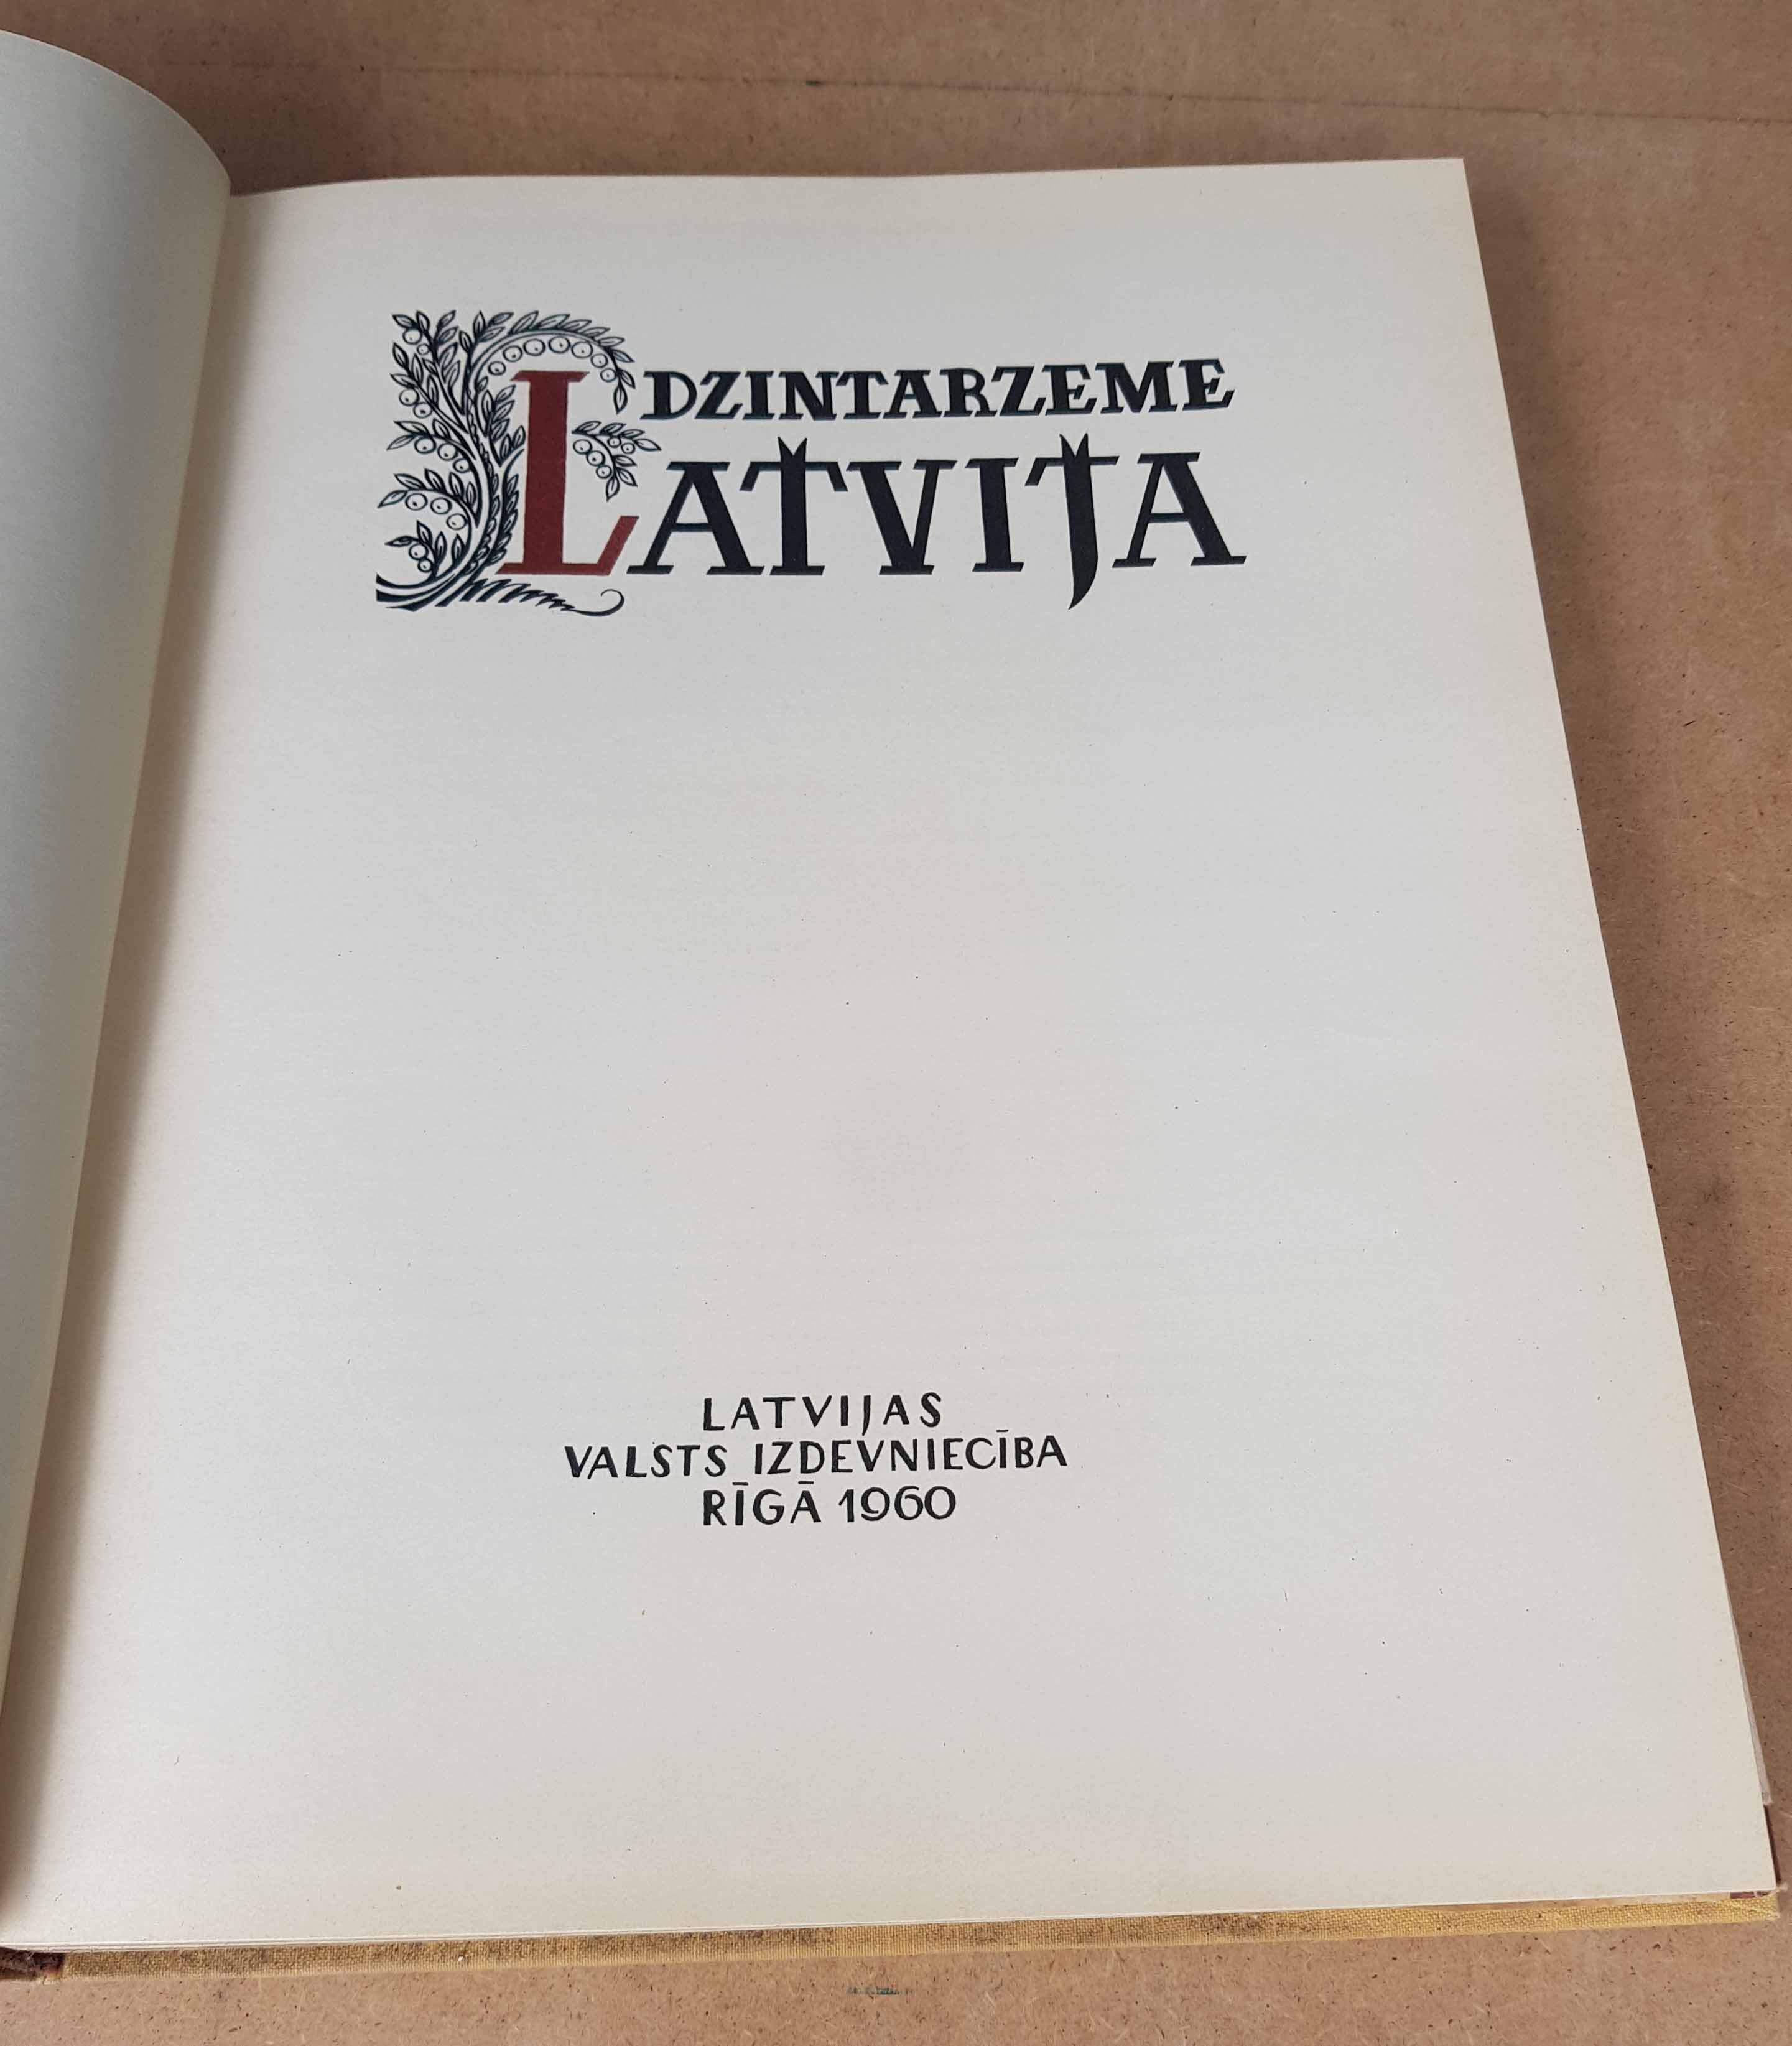 DZINTARZEME
LATVIJA
LATVIJAS
VALSTS IZDEVNIECĪBA
RĪGĀ 1960